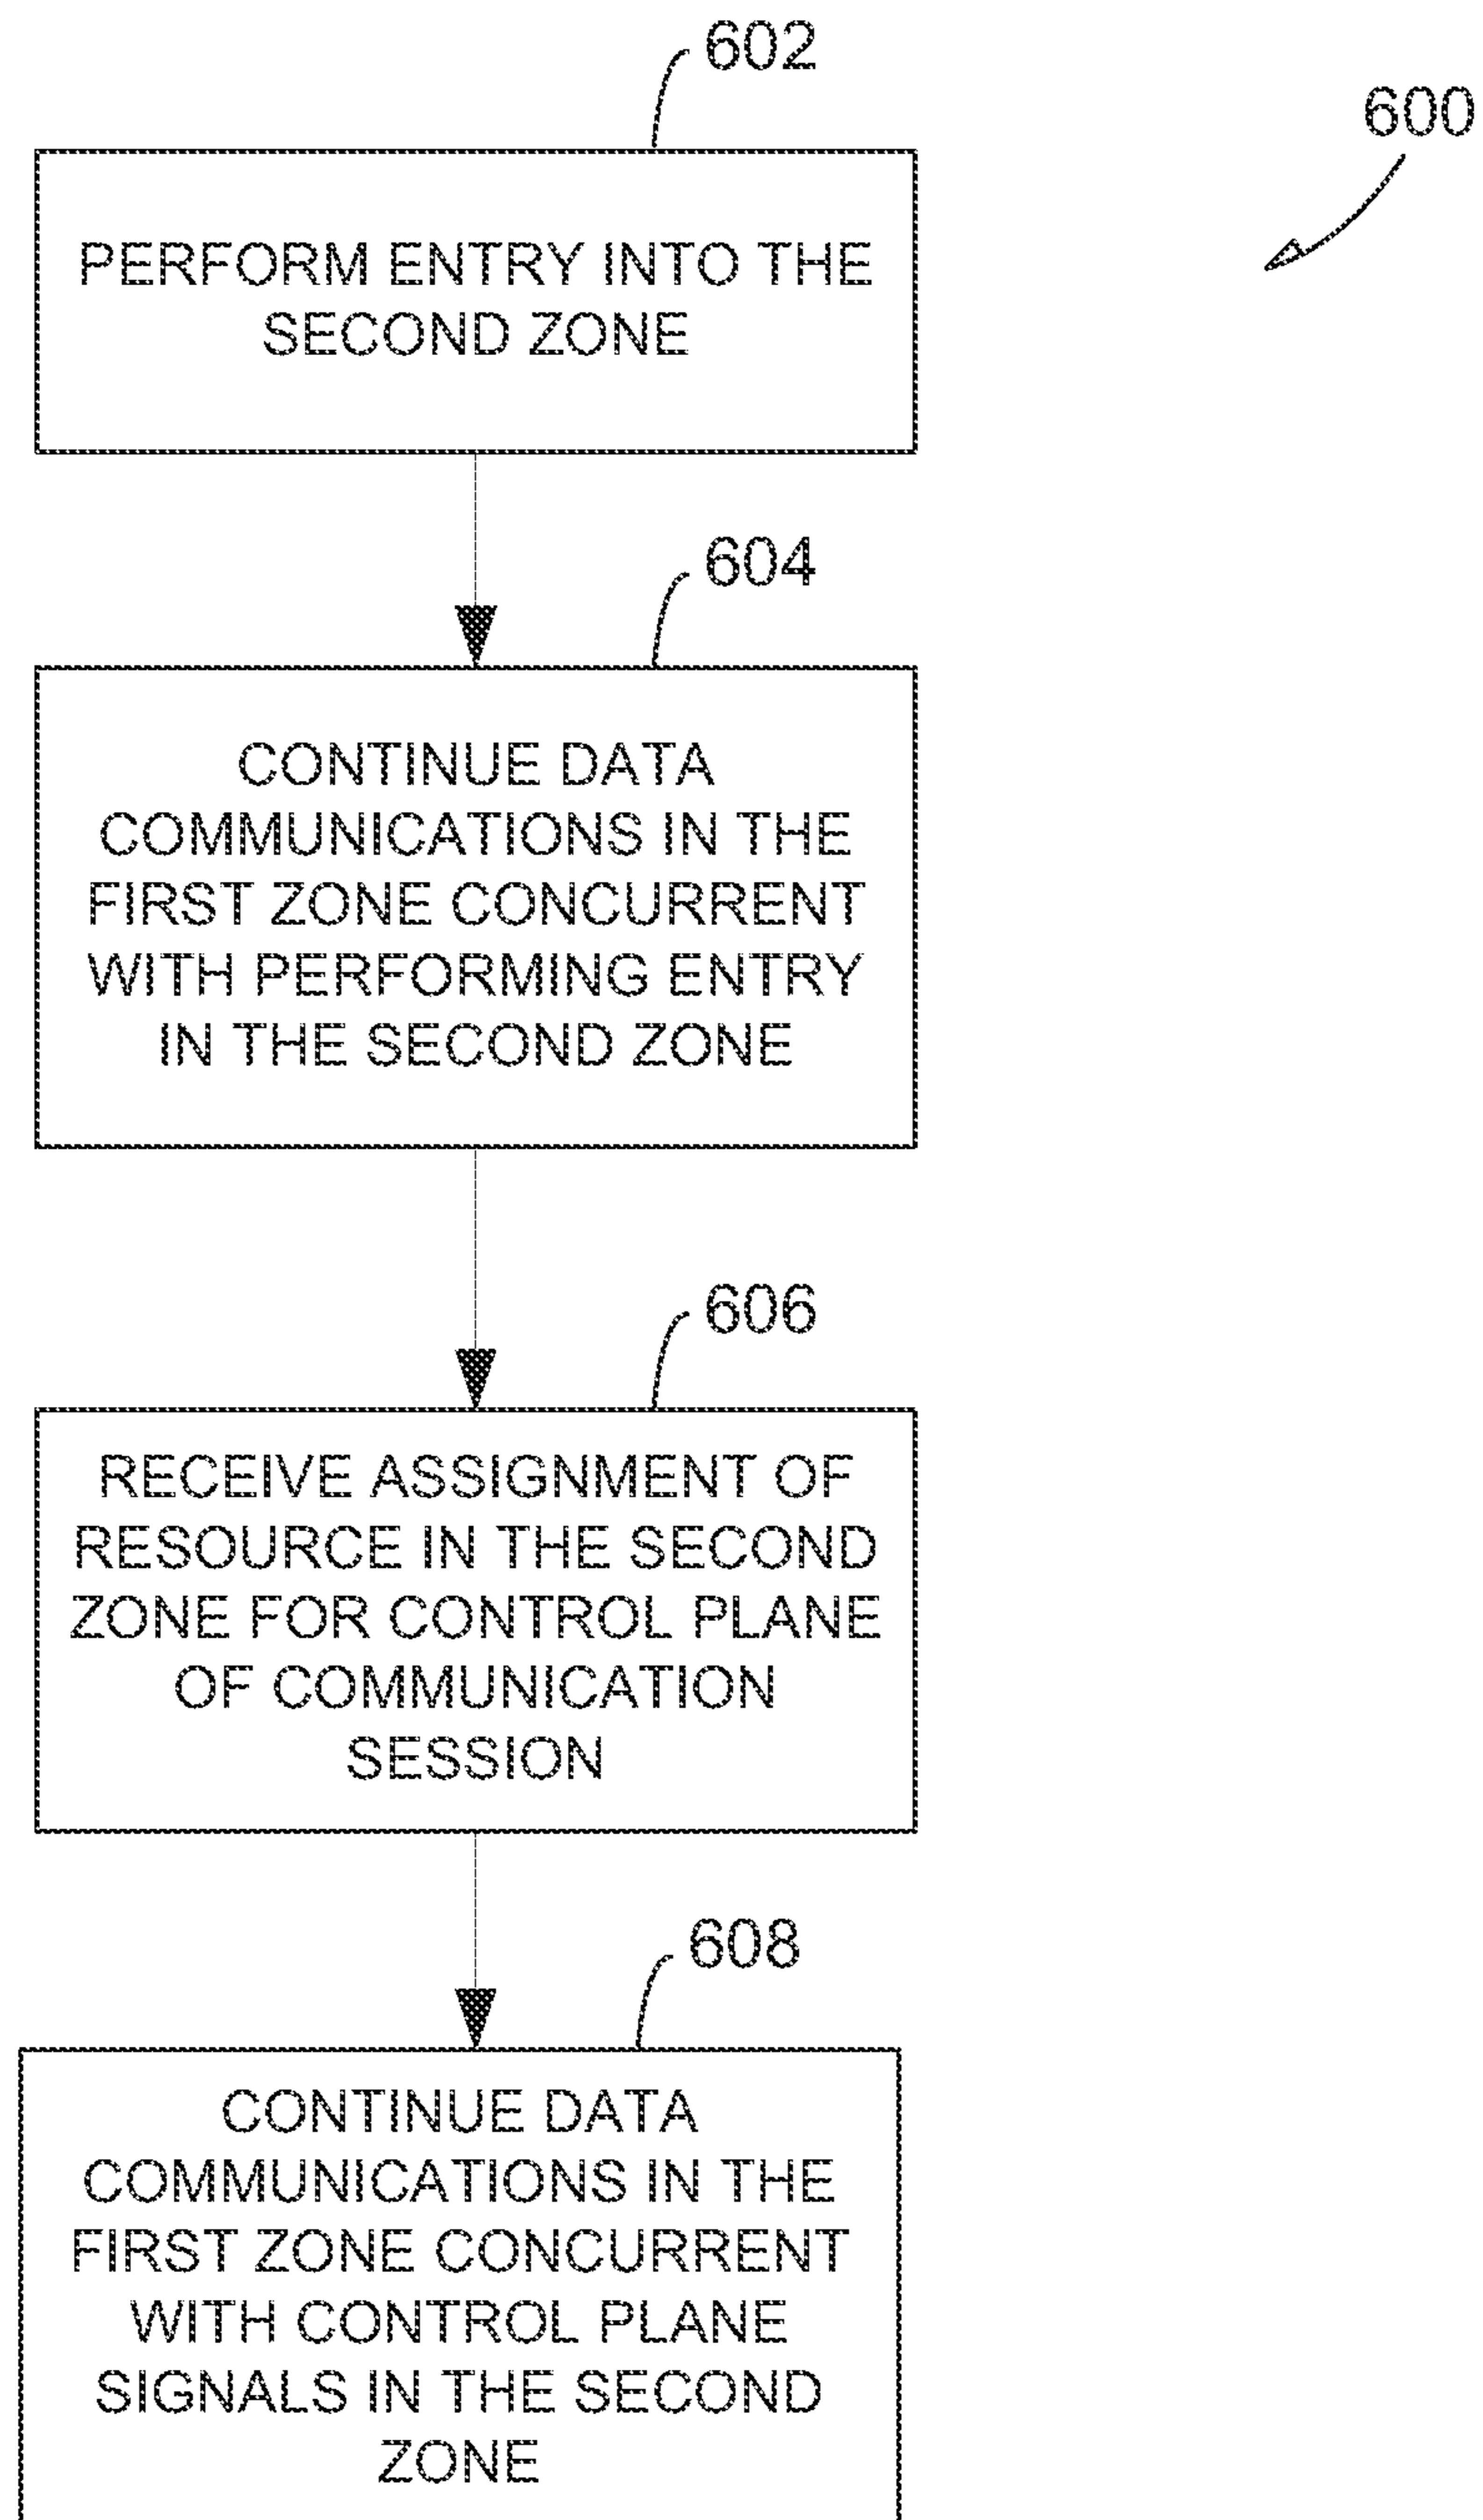 602
600
PERFORM ENTRY INTO THE
SECOND ZONE
604
CONTINUE DATA
COMMUNICATIONS IN THE
FIRST ZONE CONCURRENT
WITH PERFORMING ENTRY
IN THE SECOND ZONE
606
RECEIVE ASSIGNMENT OF
RESOURCE IN THE SECOND
ZONE FOR CONTROL PLANE
OF COMMUNICATION
SESSION
608
CONTINUE DATA
COMMUNICATIONS IN THE
FIRST ZONE CONCURRENT
WITH CONTROL PLANE
SIGNALS IN THE SECOND
ZONE